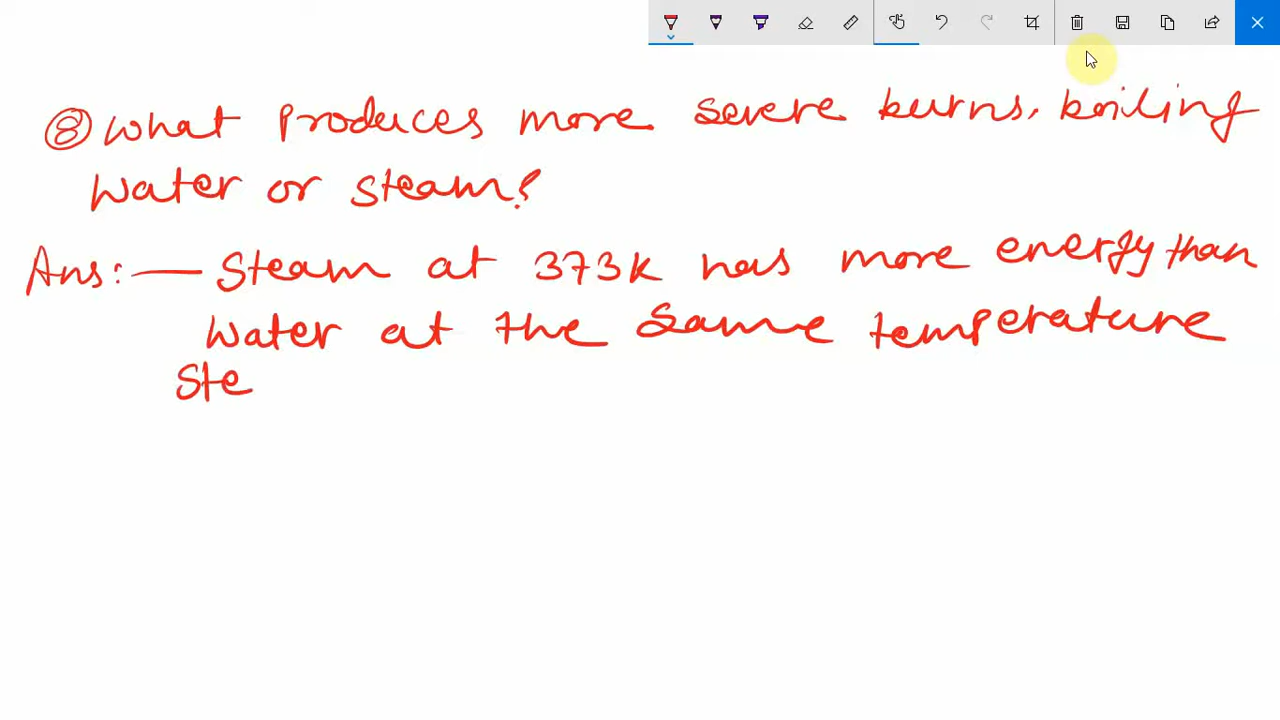 ⑧ What produces more severe burns, boiling
water or steam?
Ans:— Steam at 373K has more energy than
water at the same temperature
Ste